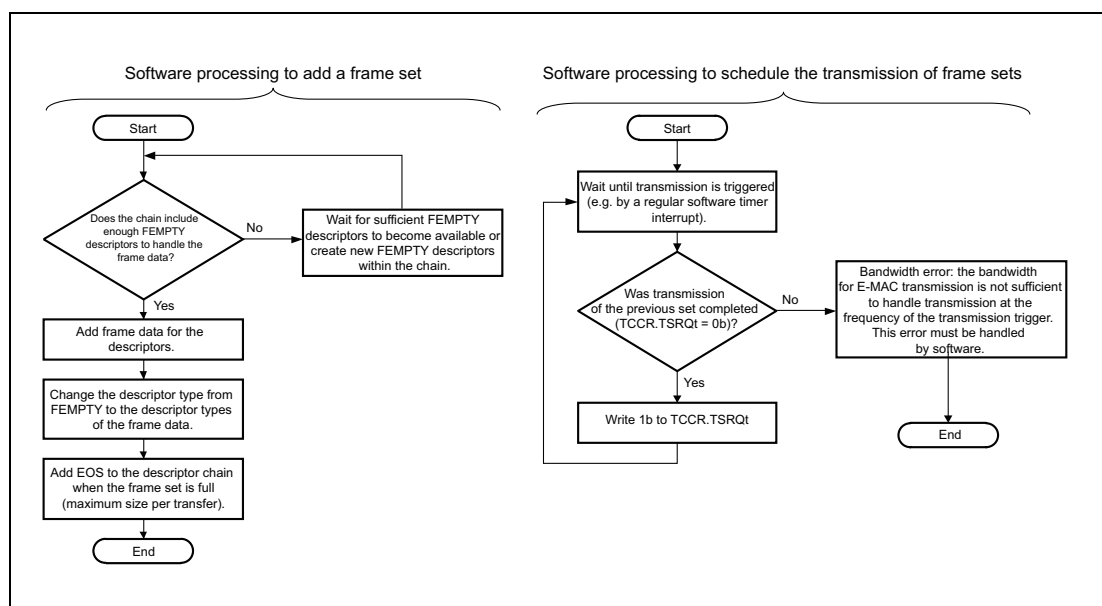 Software processing to add a frame set
Start
Does the chain include
enough FEMPTY
descriptors to handle the
frame data?
No
Wait for sufficient FEMPTY
descriptors to become available or
create new FEMPTY descriptors
within the chain.
Yes
Add frame data for the
descriptors.
Change the descriptor type from
FEMPTY to the descriptor types
of the frame data.
Add EOS to the descriptor chain
when the frame set is full
(maximum size per transfer).
End
Software processing to schedule the transmission of frame sets
Start
Wait until transmission is triggered
(e.g. by a regular software timer
interrupt).
Was transmission
of the previous set completed
(TCCR.TSRQt = 0b)?
No
Bandwidth error: the bandwidth
for E-MAC transmission is not sufficient
to handle transmission at the
frequency of the transmission trigger.
This error must be handled
by software.
Yes
Write 1b to TCCR.TSRQt
End